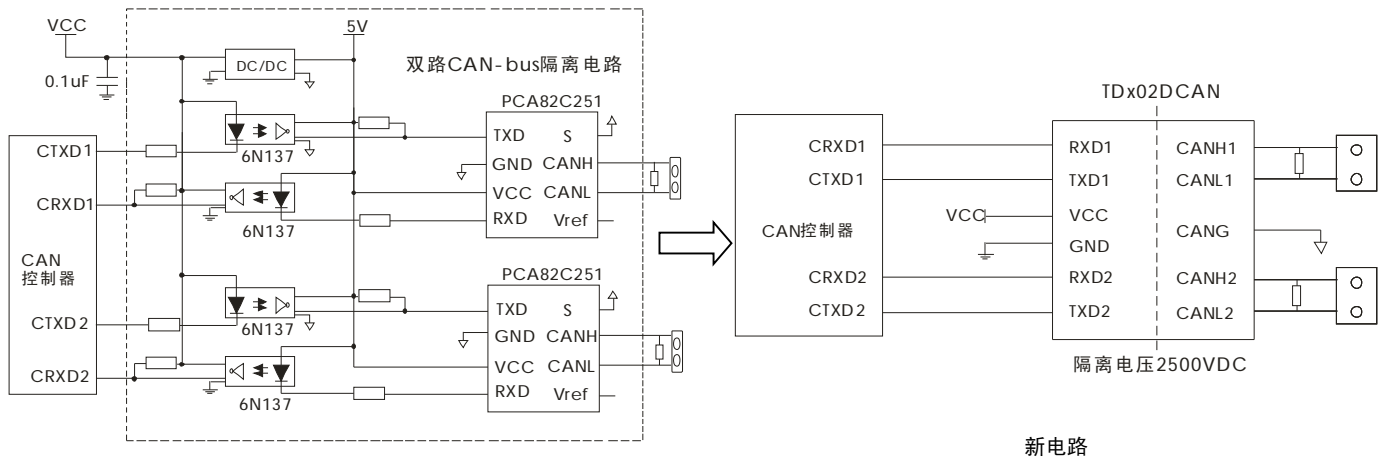 VCC
5V
0.1uF
DC/DC
双路CAN-bus隔离电路
PCA82C251
CTXD1
6N137
TXD
S
GND
CANH
VCC
CANL
CRXD1
RXD
Vref
6N137
CAN
控制器
PCA82C251
CTXD2
6N137
TXD
S
GND
CANH
VCC
CANL
CRXD2
RXD
Vref
6N137
TDx02DCAN
CRXD1
RXD1
CANH1
CTXD1
TXD1
CANL1
VCC
VCC
CANG
CAN控制器
GND
CRXD2
RXD2
CANH2
CTXD2
TXD2
CANL2
隔离电压2500VDC
新电路